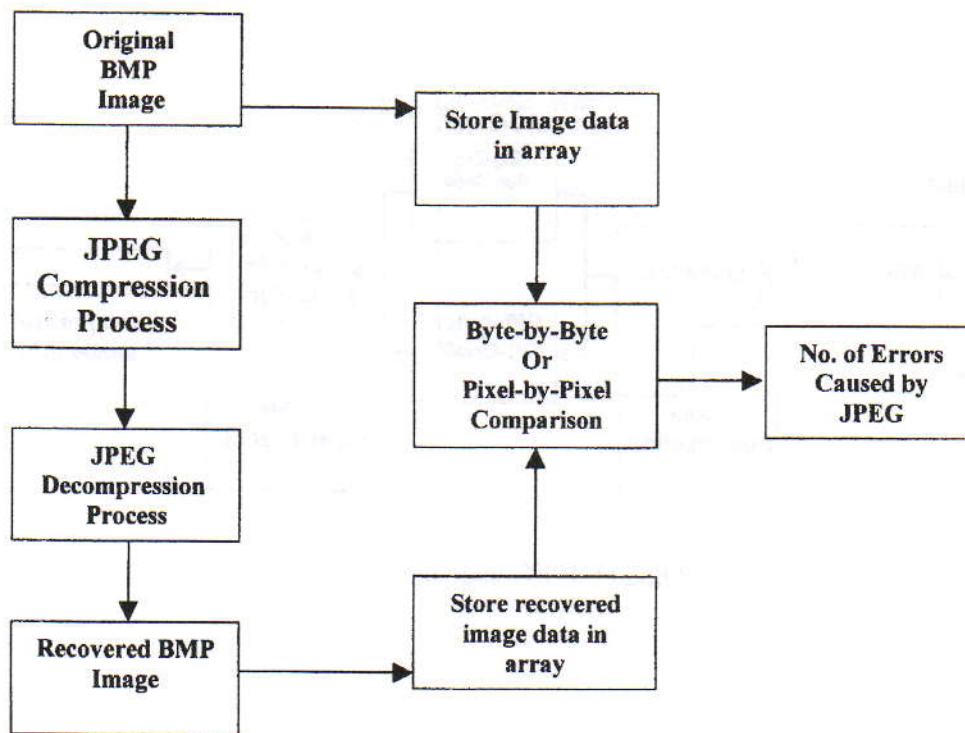 Original
BMP
Image
Store Image data
in array
JPEG
Compression
Process
Byte-by-Byte
Or
Pixel-by-Pixel
Comparison
No. of Errors
Caused by
JPEG
JPEG
Decompression
Process
Store recovered
image data in
array
Recovered BMP
Image